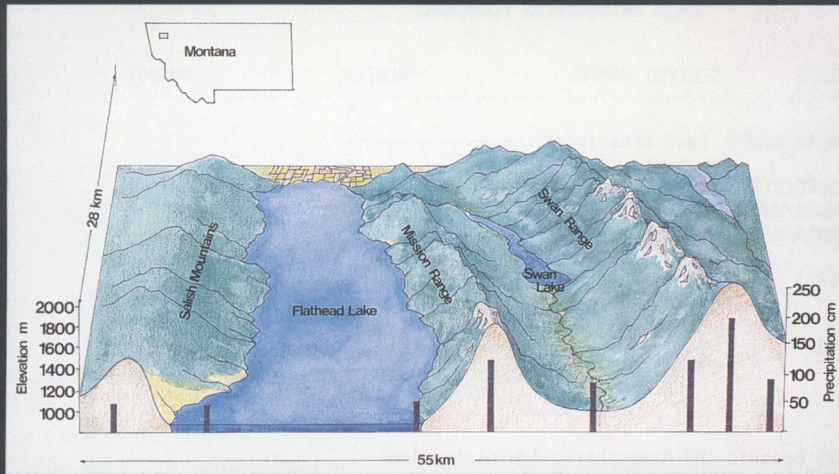 Montana
28 km
Salish Mountains
Flathead Lake
Mission Range
Swan
Lake
Swan Range
Elevation m
2000
1800
1600
1400
1200
1000
Precipitation cm
250
200
150
100
50
55km